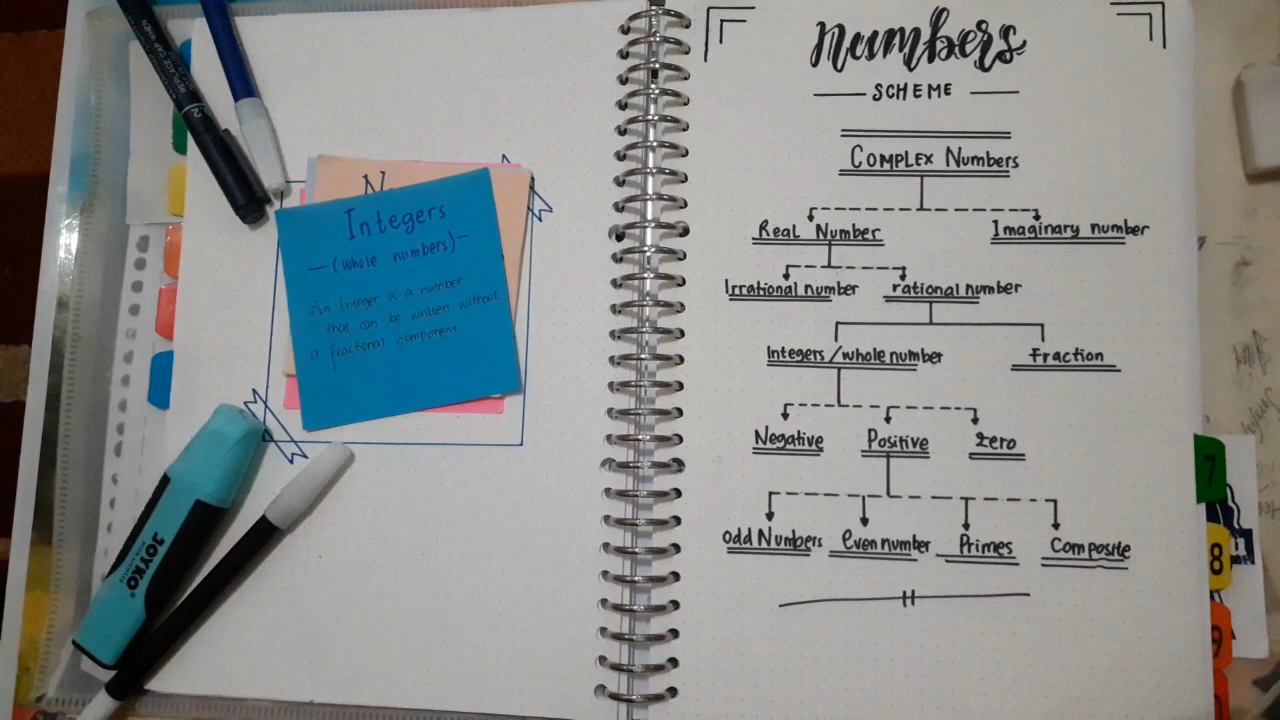 N
Integers
—(whole numbers)—
An Integer is a number
that can be written without
a fractional component
JOYKO
numbers
SCHEME
COMPLEX Numbers
Real Number
Imaginary number
Irrational number
rational number
Integers/whole number
Fraction
Negative
Positive
zero
odd Numbers
Even number
Primes
Composite
7
8
9